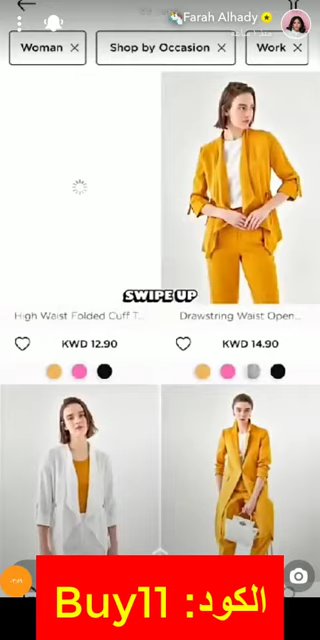 Farah Alhady
Woman ×
Shop by Occasion ×
Work ×
SWIPE UP
High Waist Folded Cuff T...
Drawstring Waist Open...
KWD 12.90
KWD 14.90
الكود: Buy11